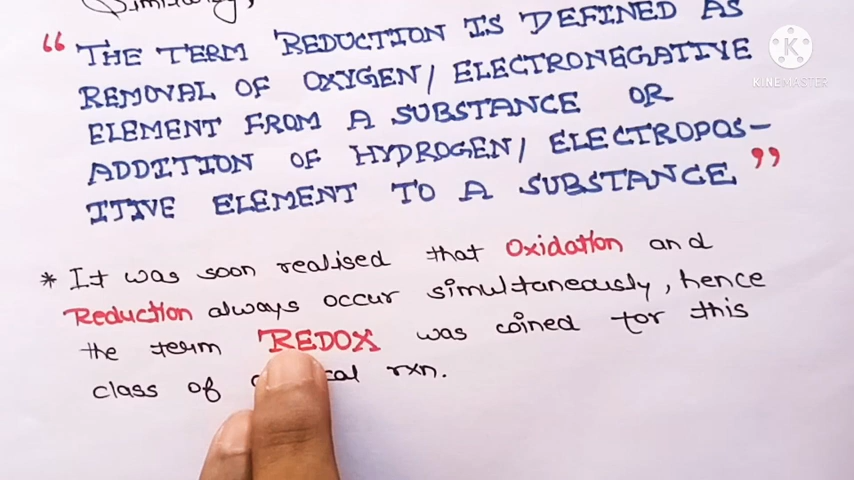 Similarly,
“ THE TERM REDUCTION IS DEFINED AS
REMOVAL OF OXYGEN/ ELECTRONEGATIVE
ELEMENT FROM A SUBSTANCE OR
ADDITION OF HYDROGEN/ ELECTROPOS-
ITIVE ELEMENT TO A SUBSTANCE ”
* It was soon realised that Oxidation and
Reduction always occur simultaneously, hence
the term REDOX was coined for this
class of rxn.
K
KINEMASTER